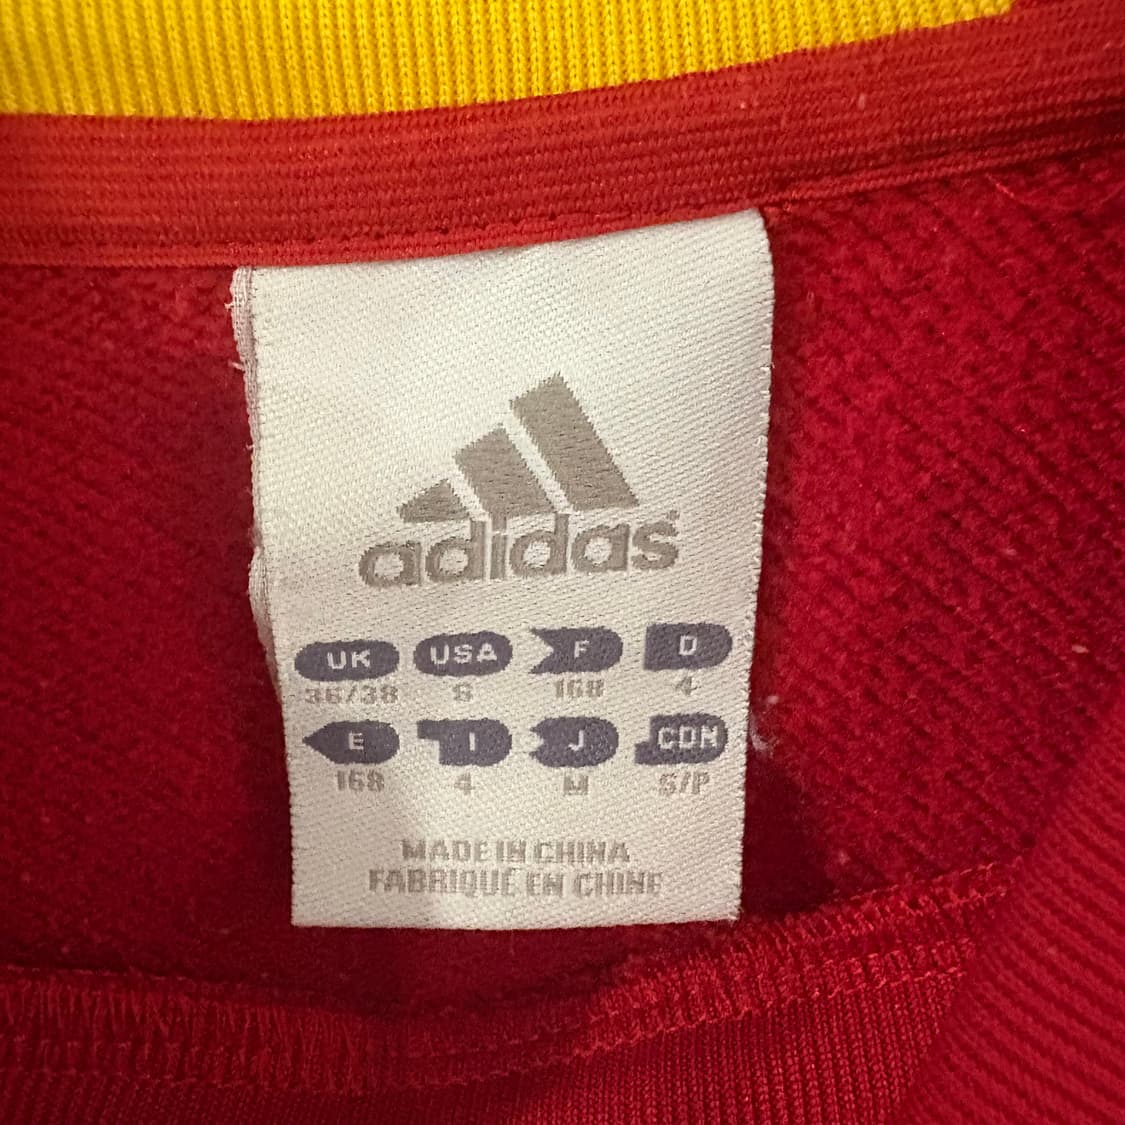 adidas
UK USA F D
36/38 S 168 4
E I J CDN
168 4 M S/P
MADE IN CHINA
FABRIQUÉ EN CHINE